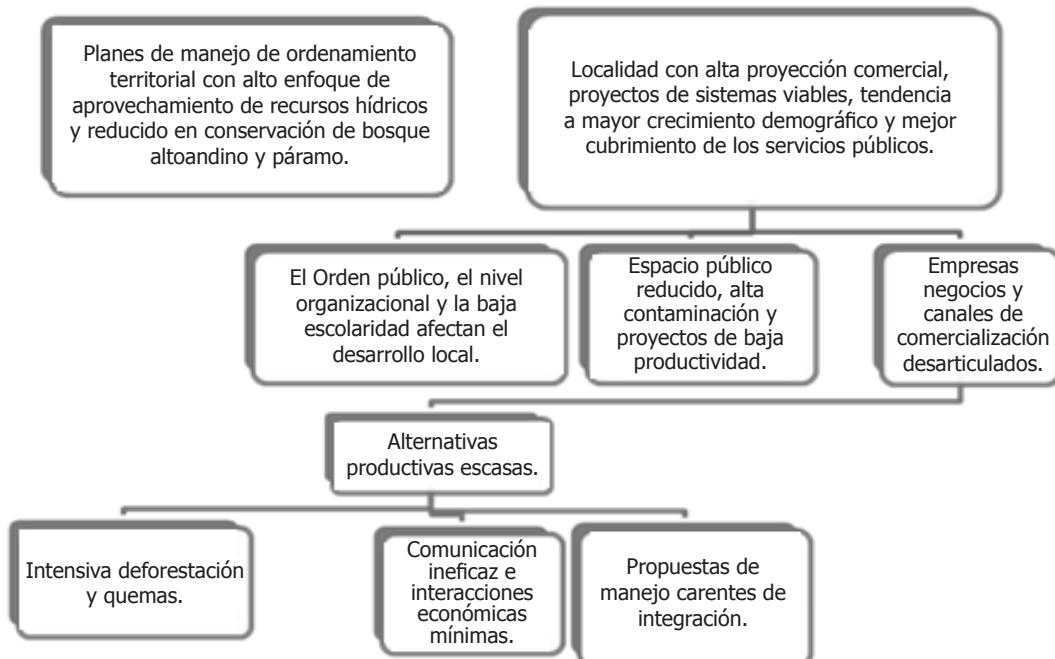 Planes de manejo de ordenamiento
territorial con alto enfoque de
aprovechamiento de recursos hídricos
y reducido en conservación de bosque
altoandino y páramo.
Localidad con alta proyección comercial,
proyectos de sistemas viables, tendencia
a mayor crecimiento demográfico y mejor
cubrimiento de los servicios públicos.
El Orden público, el nivel
organizacional y la baja
escolaridad afectan el
desarrollo local.
Espacio público
reducido, alta
contaminación y
proyectos de baja
productividad.
Empresas
negocios y
canales de
comercialización
desarticulados.
Alternativas
productivas escasas.
Intensiva deforestación
y quemas.
Comunicación
ineficaz e
interacciones
económicas
mínimas.
Propuestas de
manejo carentes de
integración.